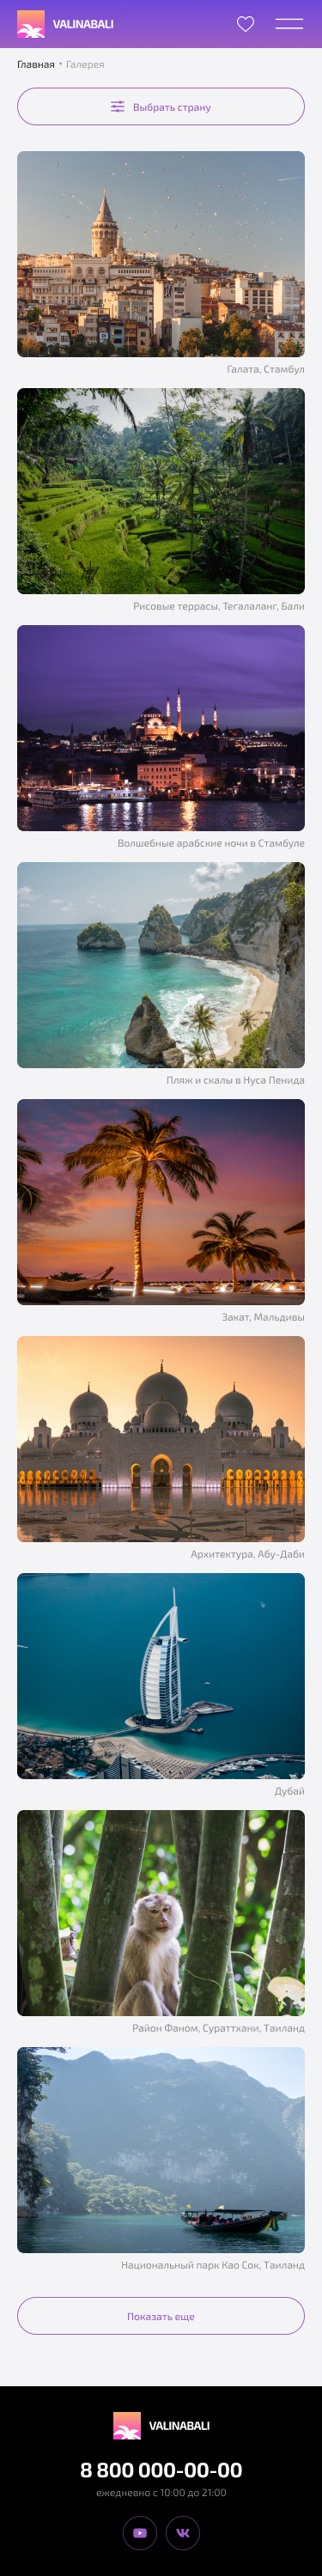 VALINABALI
Главная • Галерея
Выбрать страну
Галата, Стамбул
Рисовые террасы, Тегалаланг, Бали
Волшебные арабские ночи в Стамбуле
Пляж и скалы в Нуса Пенида
Закат, Мальдивы
Архитектура, Абу-Даби
Дубай
Район Фаном, Сураттхани, Таиланд
Национальный парк Као Сок, Таиланд
Показать еще
VALINABALI
8 800 000-00-00
ежедневно с 10:00 до 21:00